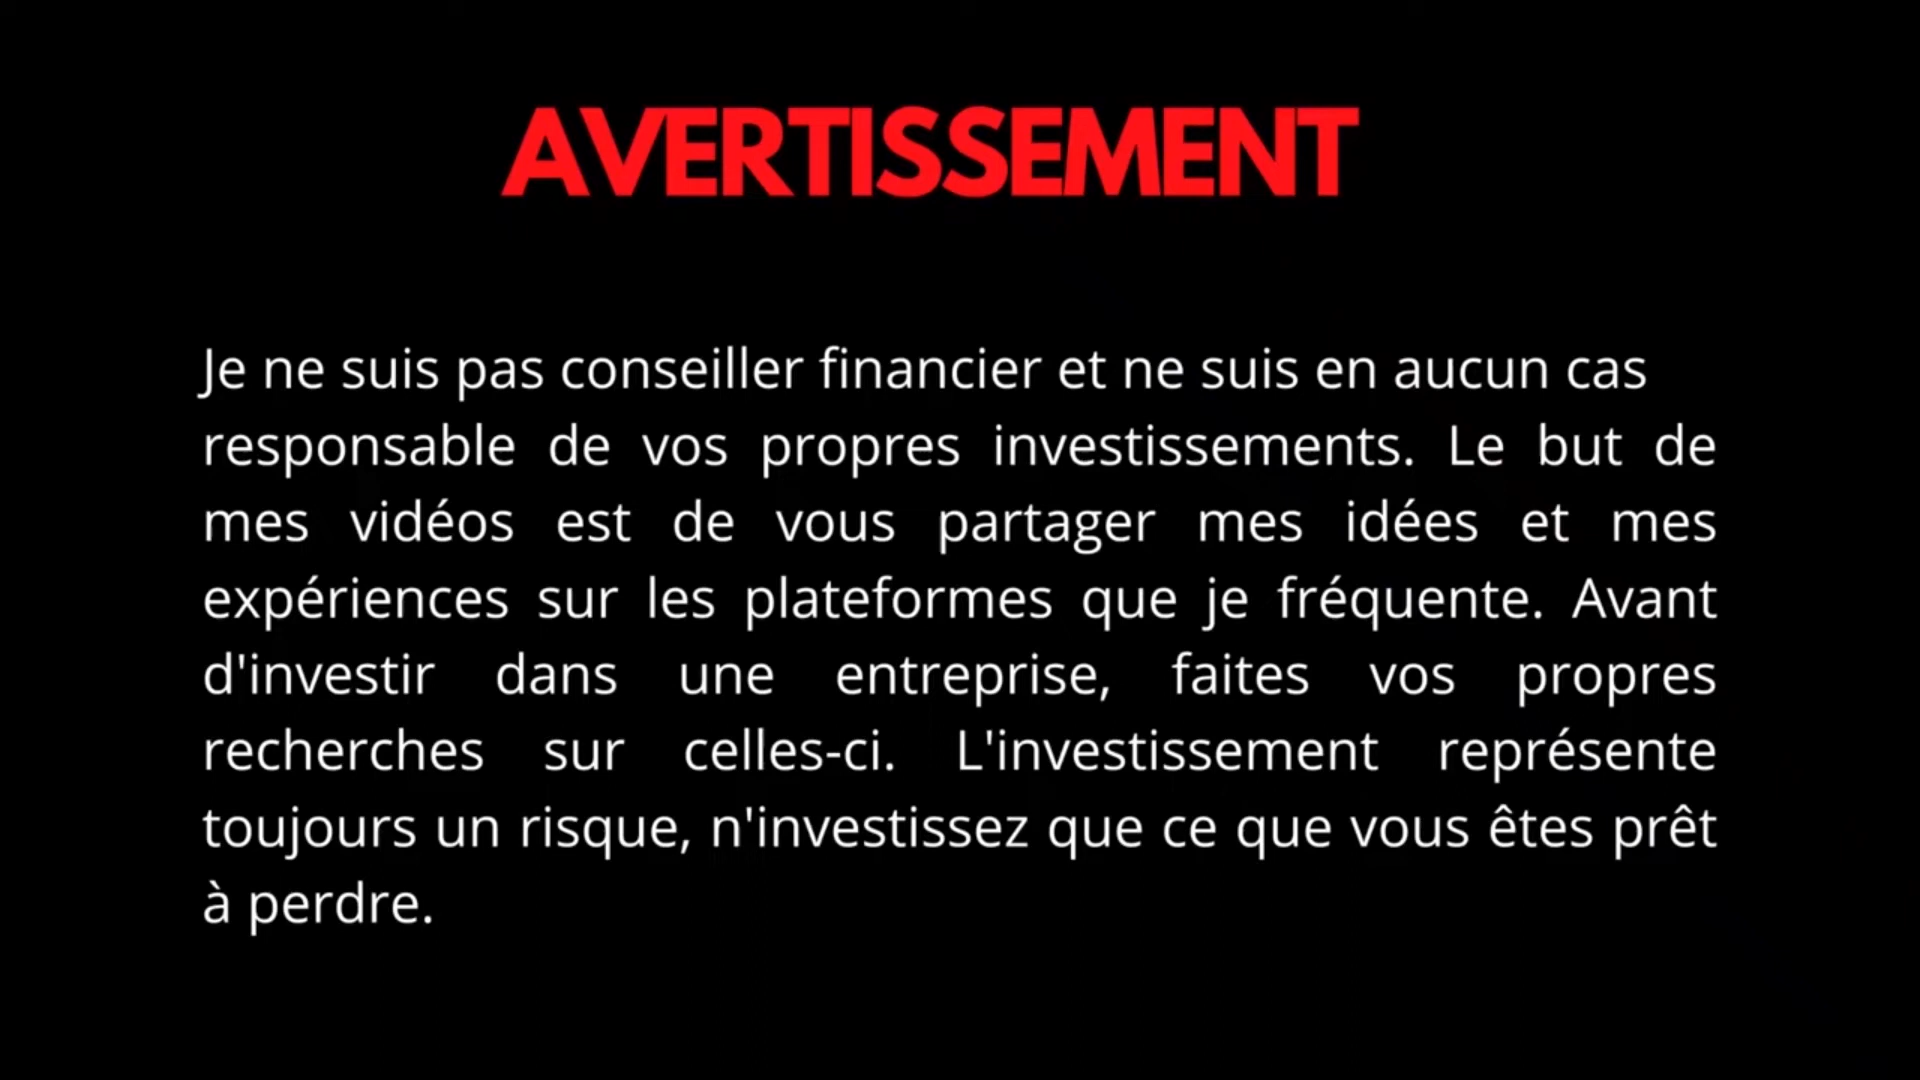 AVERTISSEMENT
Je ne suis pas conseiller financier et ne suis en aucun cas
responsable de vos propres investissements. Le but de
mes vidéos est de vous partager mes idées et mes
expériences sur les plateformes que je fréquente. Avant
d'investir dans une entreprise, faites vos propres
recherches sur celles-ci. L'investissement représente
toujours un risque, n'investissez que ce que vous êtes prêt
à perdre.